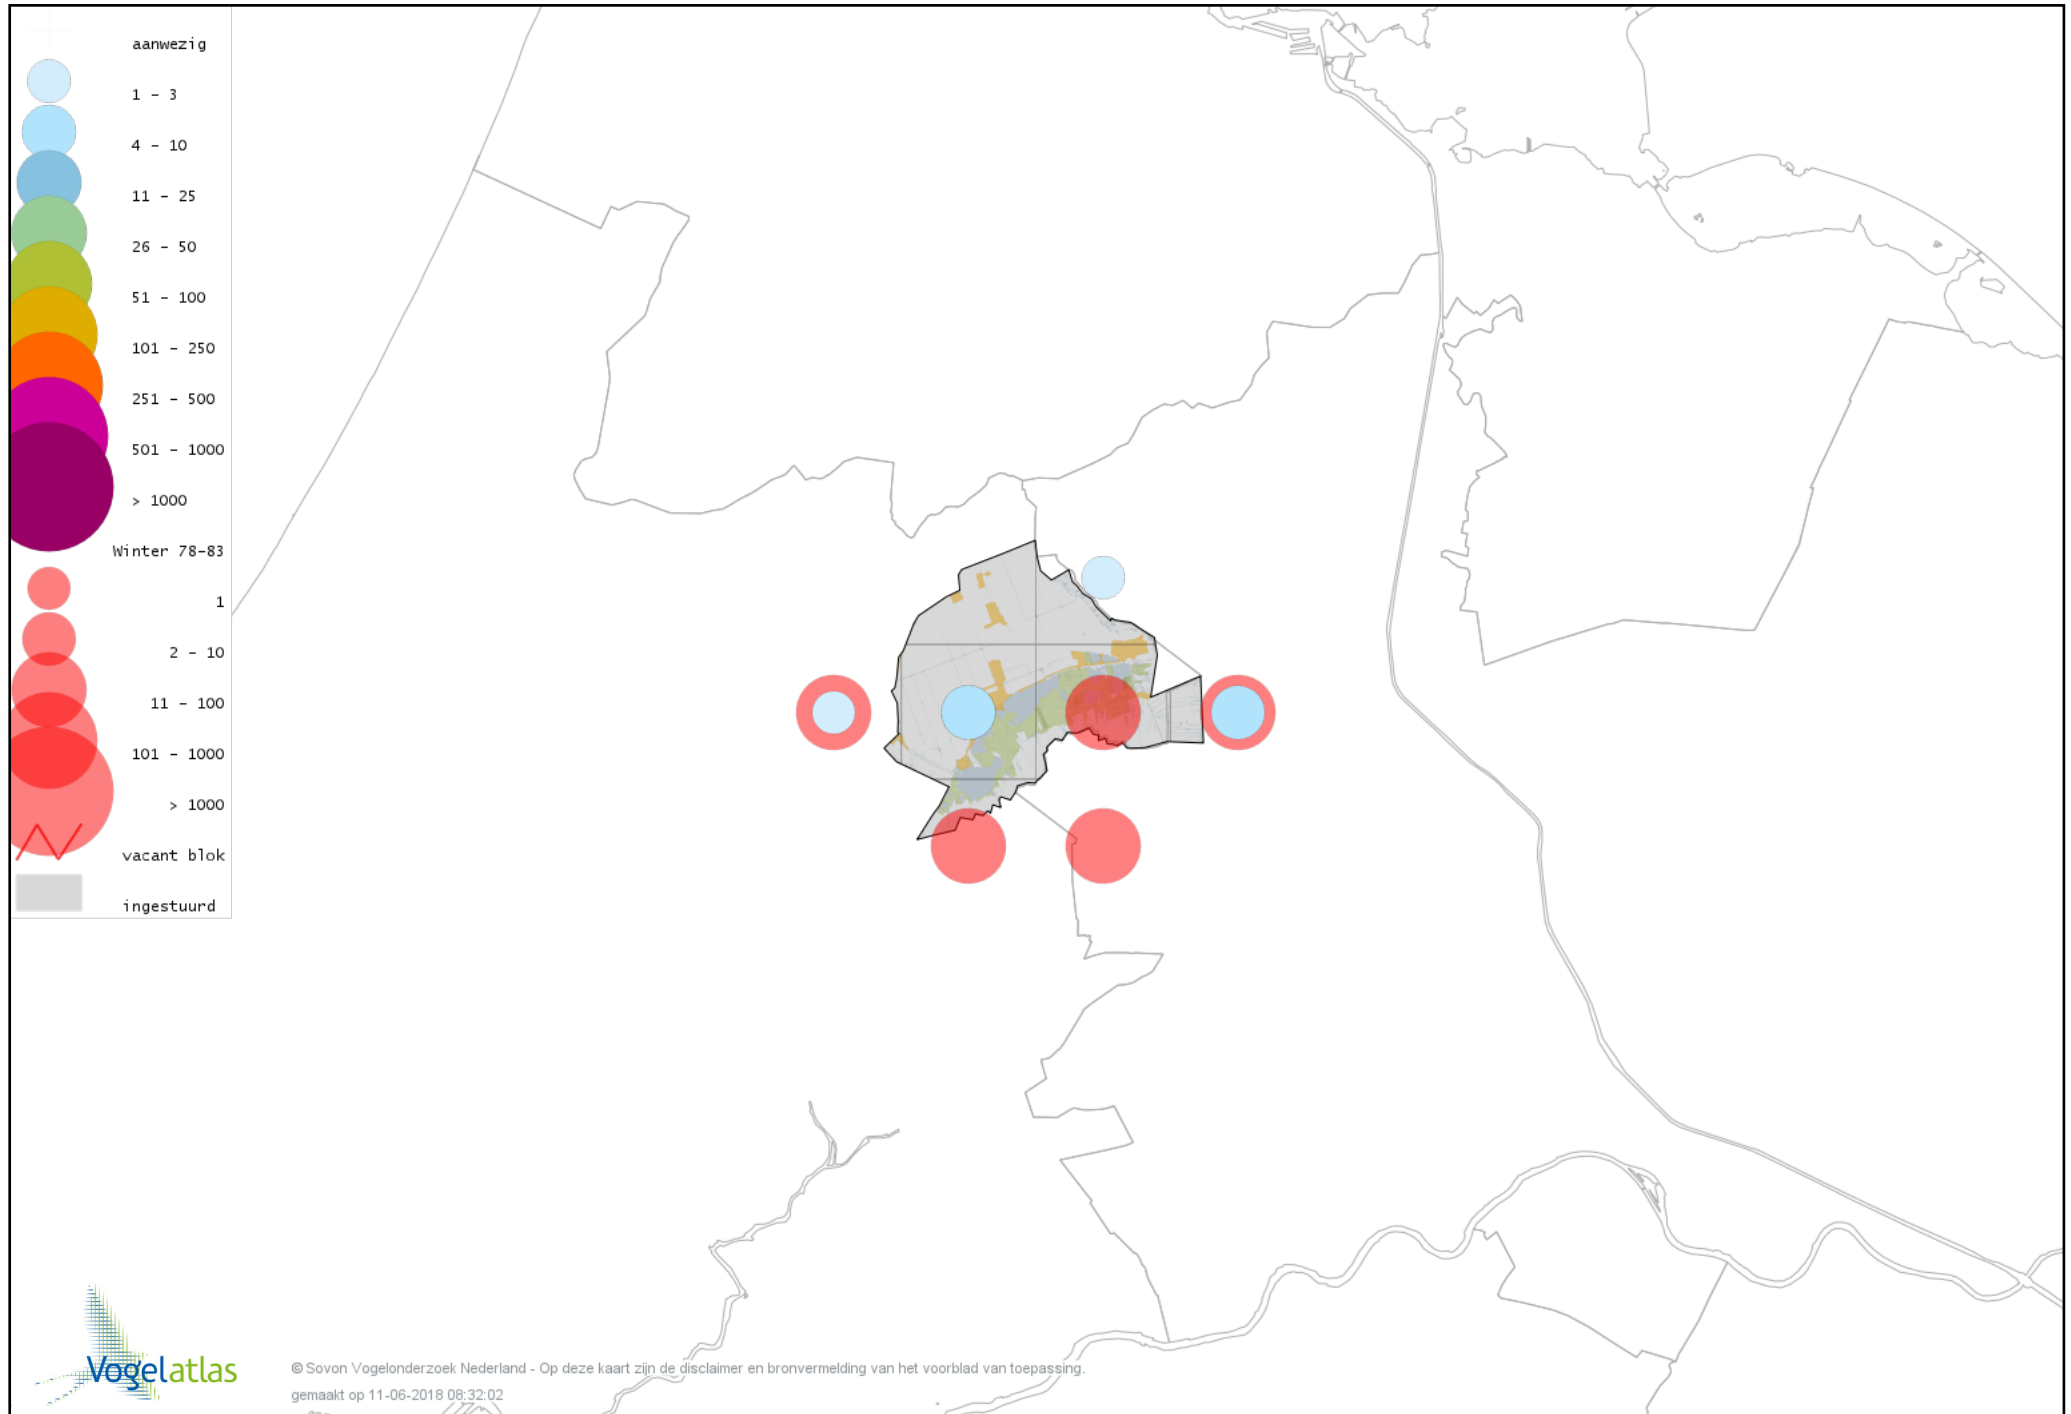 aanwezig
1 - 3
4 - 10
11 - 25
26 - 50
51 - 100
101 - 250
251 - 500
501 - 1000
> 1000
Winter 78-83
1
2 - 10
11 - 100
101 - 1000
> 1000
vacant blok
ingestuurd
Vogelatlas
© Sovon Vogelonderzoek Nederland - Op deze kaart zijn de disclaimer en bronvermelding van het voorblad van toepassing.
gemaakt op 11-06-2018 08:32:02